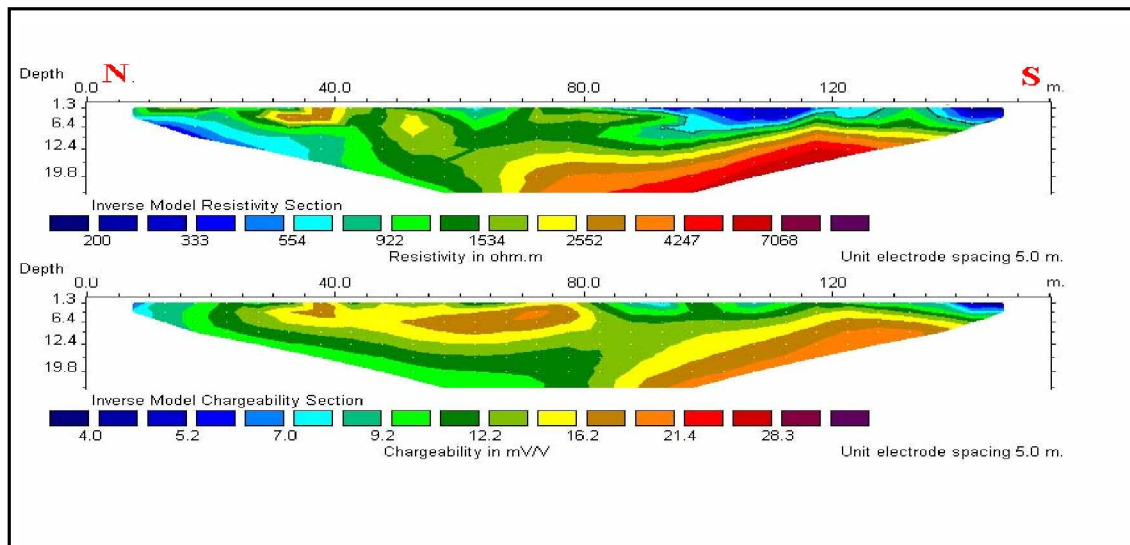 Depth 0.0 N. 40.0 80.0 120 S m.
1.3
6.4
12.4
19.8
Inverse Model Resistivity Section
200 333 554 922 1534 2552 4247 7068
Resistivity in ohm.m Unit electrode spacing 5.0 m.
Depth
0.0 40.0 80.0 120 m.
1.3
6.4
12.4
19.8
Inverse Model Chargeability Section
4.0 5.2 7.0 9.2 12.2 16.2 21.4 28.3
Chargeability in mV/V Unit electrode spacing 5.0 m.